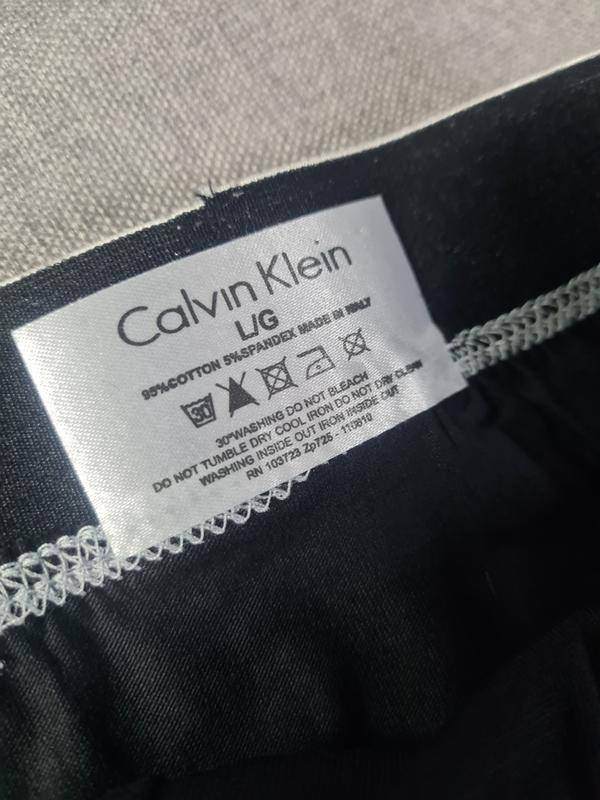 Calvin Klein
L/G
95%COTTON 5%SPANDEX MADE IN ITALY
30
30°WASHING DO NOT BLEACH
DO NOT TUMBLE DRY COOL IRON DO NOT DRY CLEAN
WASHING INSIDE OUT IRON INSIDE OUT
RN 103723 Zp725 - 110810